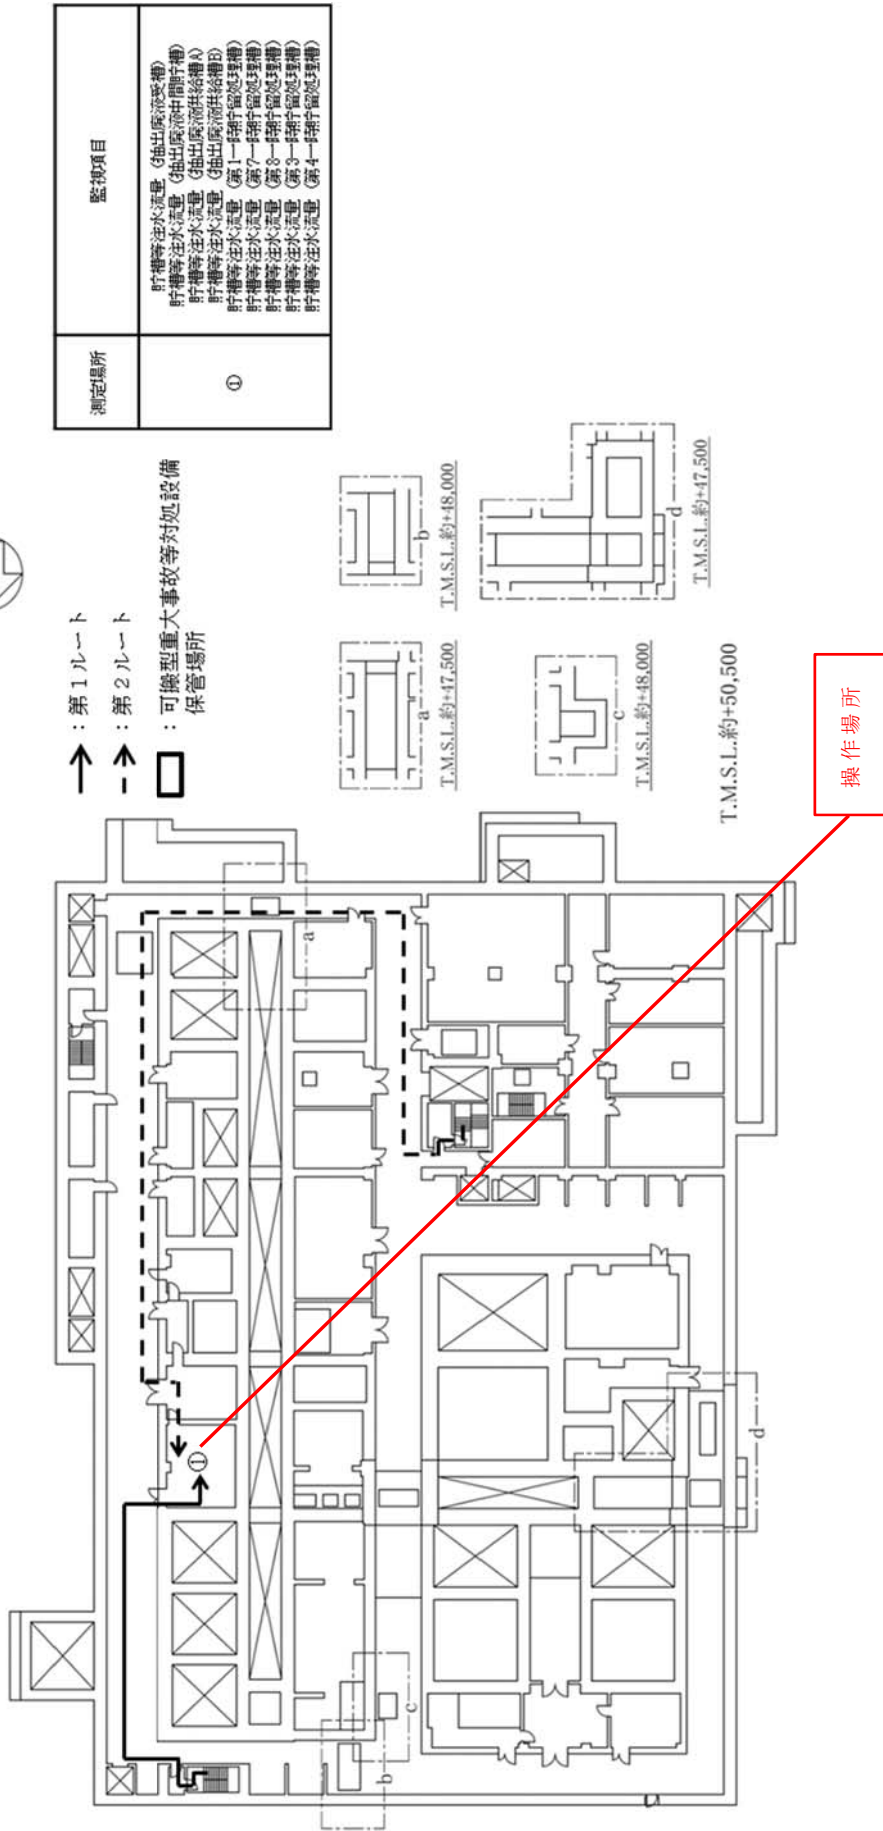 測定場所
監視項目
①
貯槽等注水流量（抽出廃液受槽）
貯槽等注水流量（抽出廃液中間貯槽）
貯槽等注水流量（抽出廃液供給槽A）
貯槽等注水流量（抽出廃液供給槽B）
貯槽等注水流量（第1一時貯留処理槽）
貯槽等注水流量（第7一時貯留処理槽）
貯槽等注水流量（第8一時貯留処理槽）
貯槽等注水流量（第3一時貯留処理槽）
貯槽等注水流量（第4一時貯留処理槽）
：第1ルート
：第2ルート
：可搬型重大事故等対処設備
保管場所
a
T.M.S.L.約+47,500
b
T.M.S.L.約+48,000
c
T.M.S.L.約+48,000
d
T.M.S.L.約+47,500
T.M.S.L.約+50,500
操作場所
①
a
b
c
d